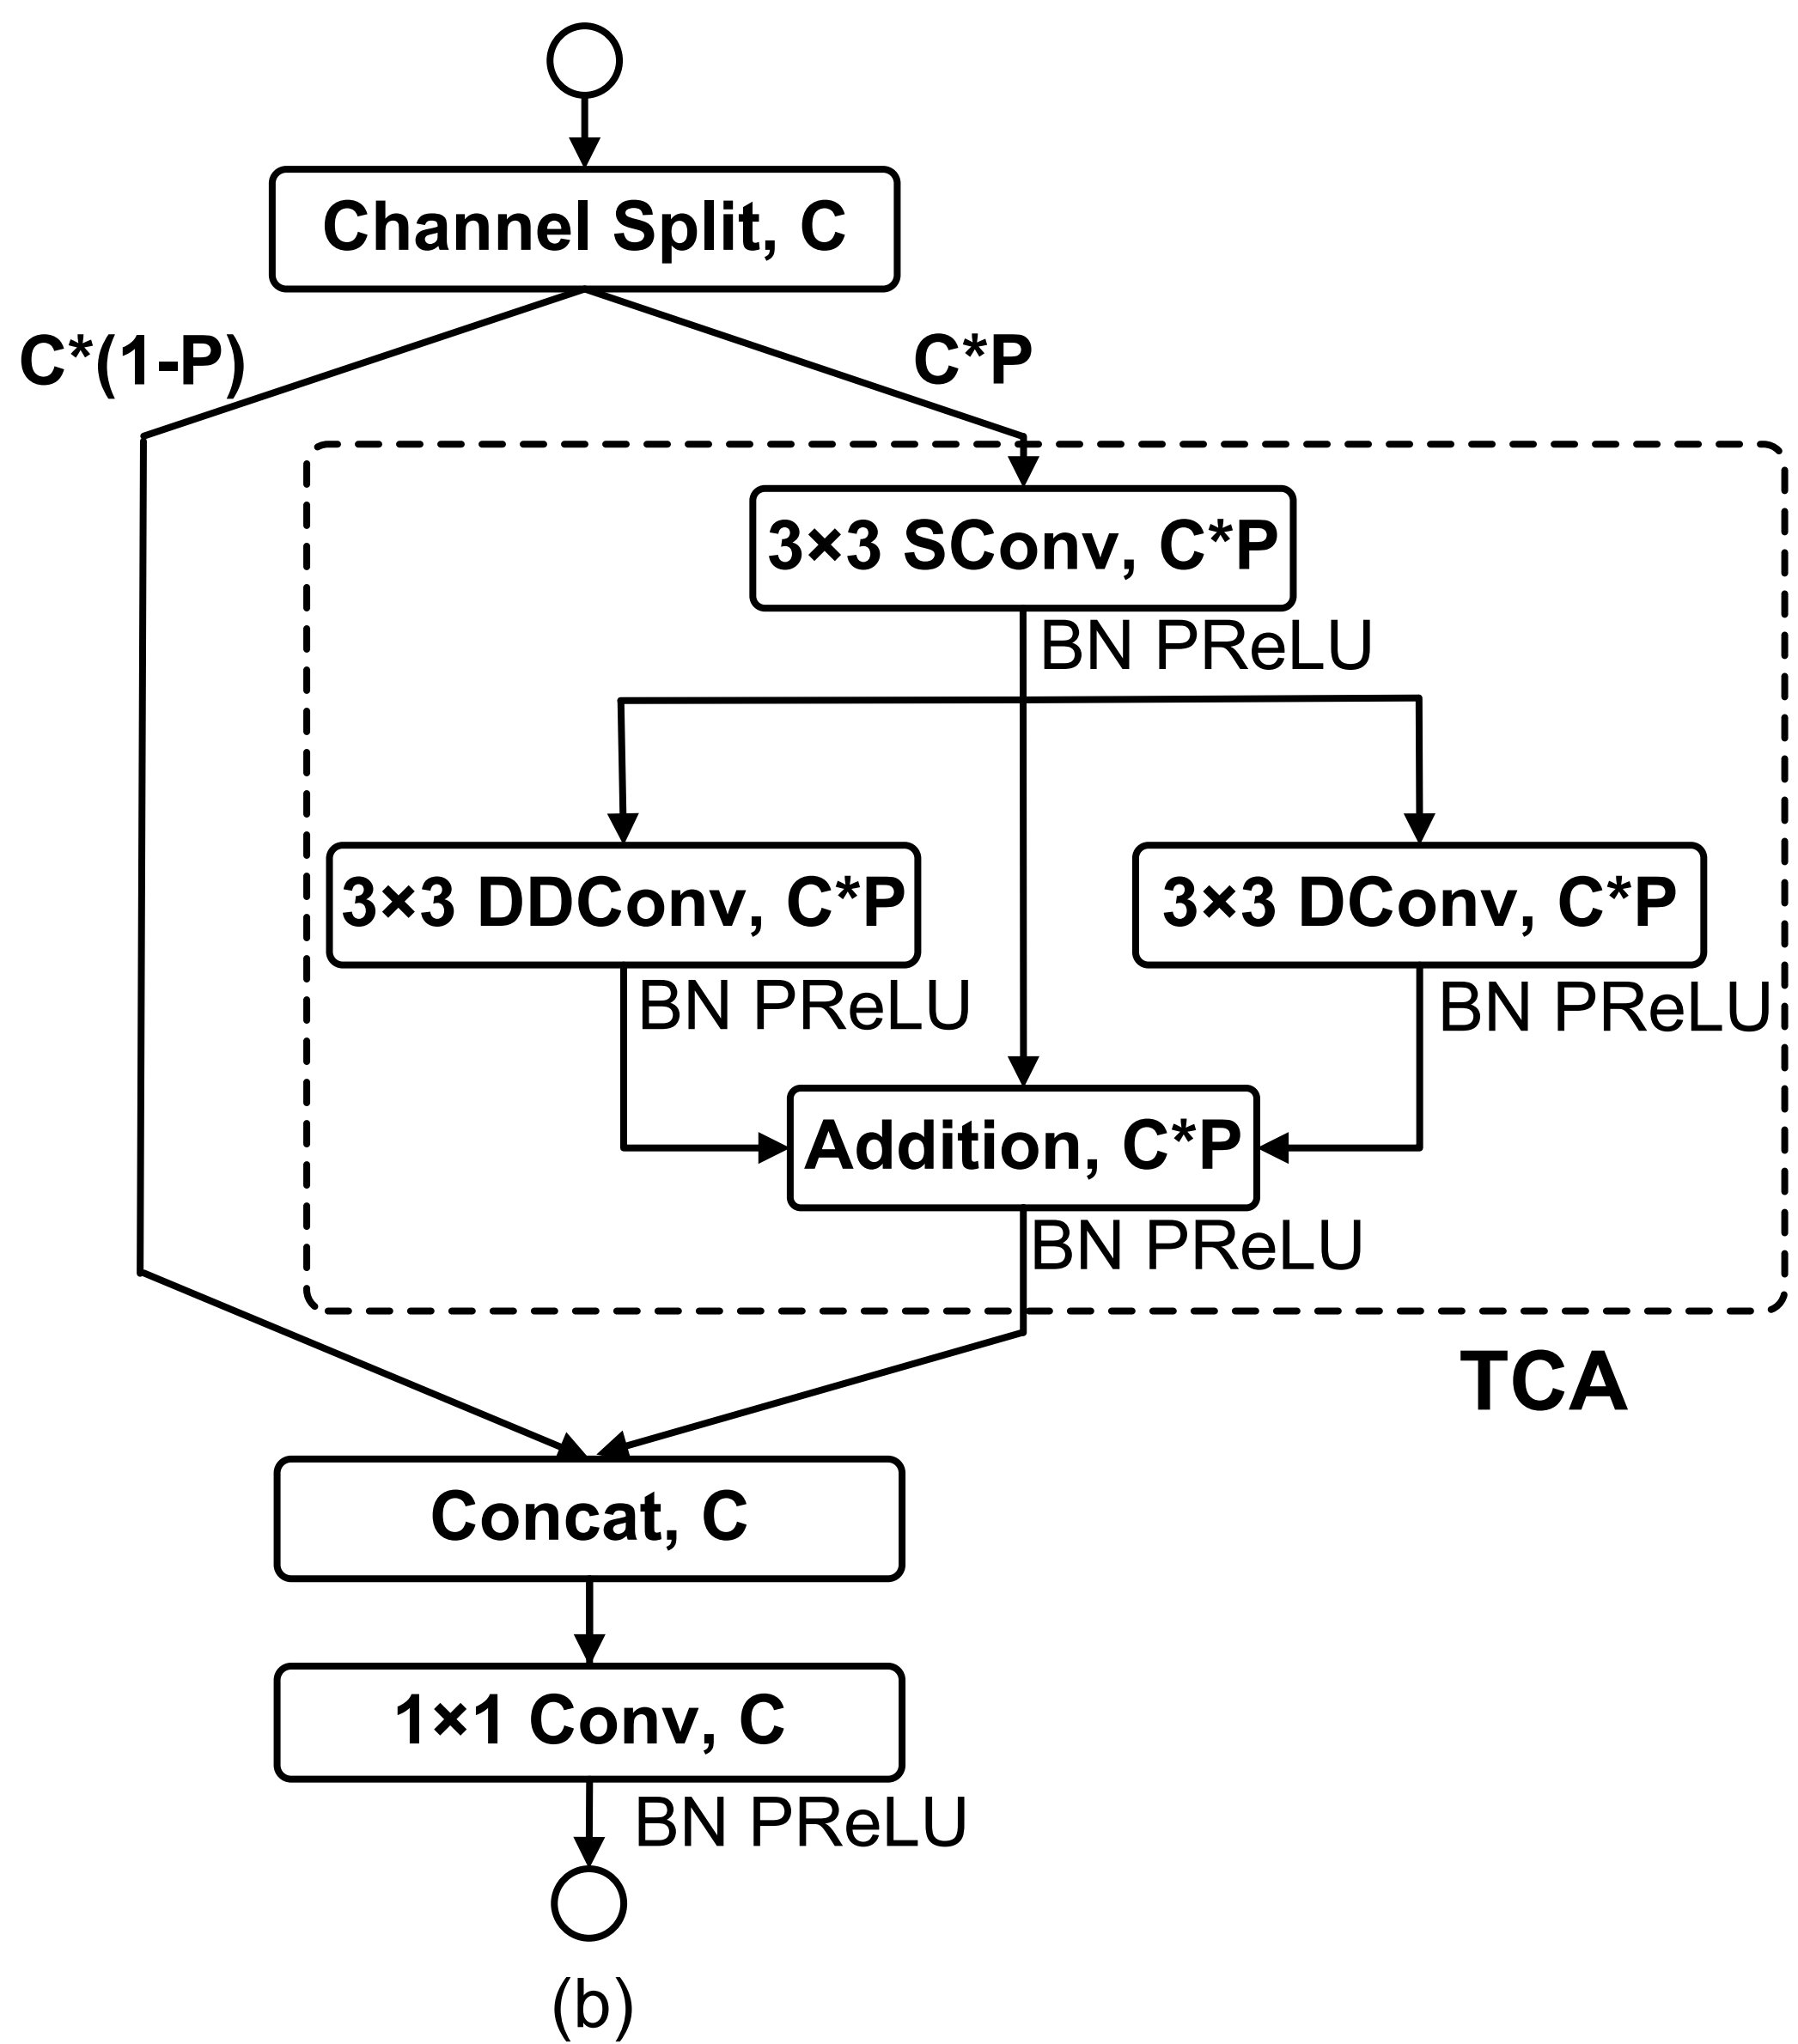 Channel Split, C
C*(1-P)
C*P
3×3 SConv, C*P
BN PReLU
3×3 DDConv, C*P
3×3 DConv, C*P
BN PReLU
BN PReLU
Addition, C*P
BN PReLU
TCA
Concat, C
1×1 Conv, C
BN PReLU
(b)